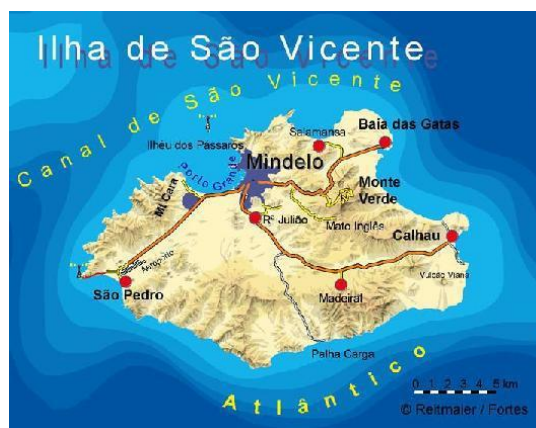 Ilha de São Vicente
Canal de São Vicente
Ilhéu dos Pássaros
Salamansa
Baia das Gatas
Porto Grande
Mindelo
Monte
Verde
Mt Cara
Rª Julião
Mato Inglês
Calhau
Vulcão Viana
São Pedro
Madeiral
Palha Carga
Atlântico
0 1 2 3 4 5 km
© Reitmaier / Fortes